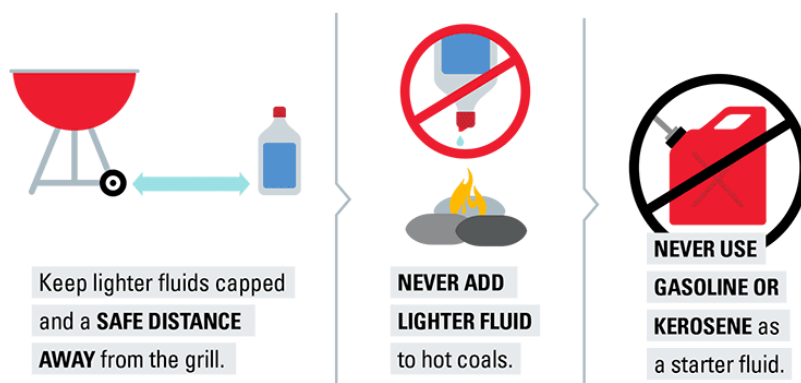 Keep lighter fluids capped
and a SAFE DISTANCE
AWAY from the grill.
NEVER ADD
LIGHTER FLUID
to hot coals.
NEVER USE
GASOLINE OR
KEROSENE as
a starter fluid.